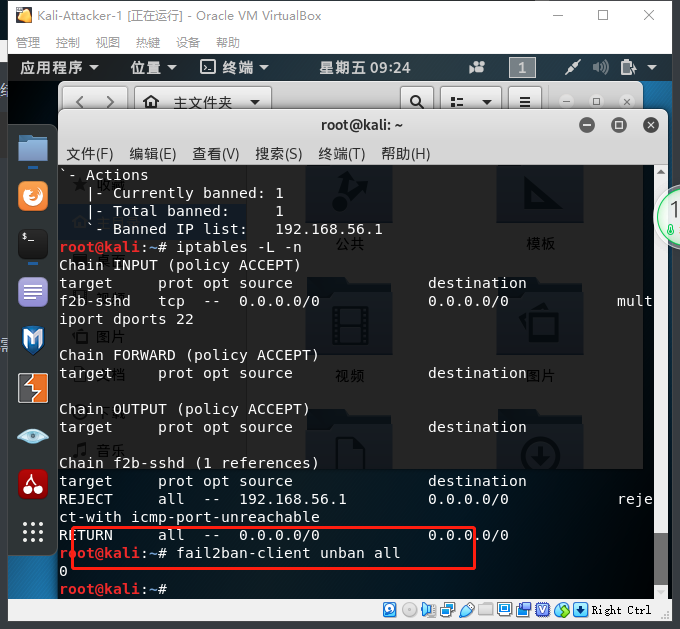 Kali-Attacker-1 [正在运行] - Oracle VM VirtualBox
管理 控制 视图 热键 设备 帮助
应用程序 位置 终端 星期五 09:24 1
主文件夹
root@kali: ~
文件(F) 编辑(E) 查看(V) 搜索(S) 终端(T) 帮助(H)
`- Actions
|- Currently banned: 1
|- Total banned: 1
`- Banned IP list: 192.168.56.1
root@kali:~# iptables -L -n
Chain INPUT (policy ACCEPT)
target prot opt source destination
f2b-sshd tcp -- 0.0.0.0/0 0.0.0.0/0 mult
iport dports 22
Chain FORWARD (policy ACCEPT)
target prot opt source destination
Chain OUTPUT (policy ACCEPT)
target prot opt source destination
Chain f2b-sshd (1 references)
target prot opt source destination
REJECT all -- 192.168.56.1 0.0.0.0/0 reje
ct-with icmp-port-unreachable
RETURN all -- 0.0.0.0/0 0.0.0.0/0
root@kali:~# fail2ban-client unban all
0
root@kali:~#
公共 模板
图片
视频 图片
音乐
Right Ctrl